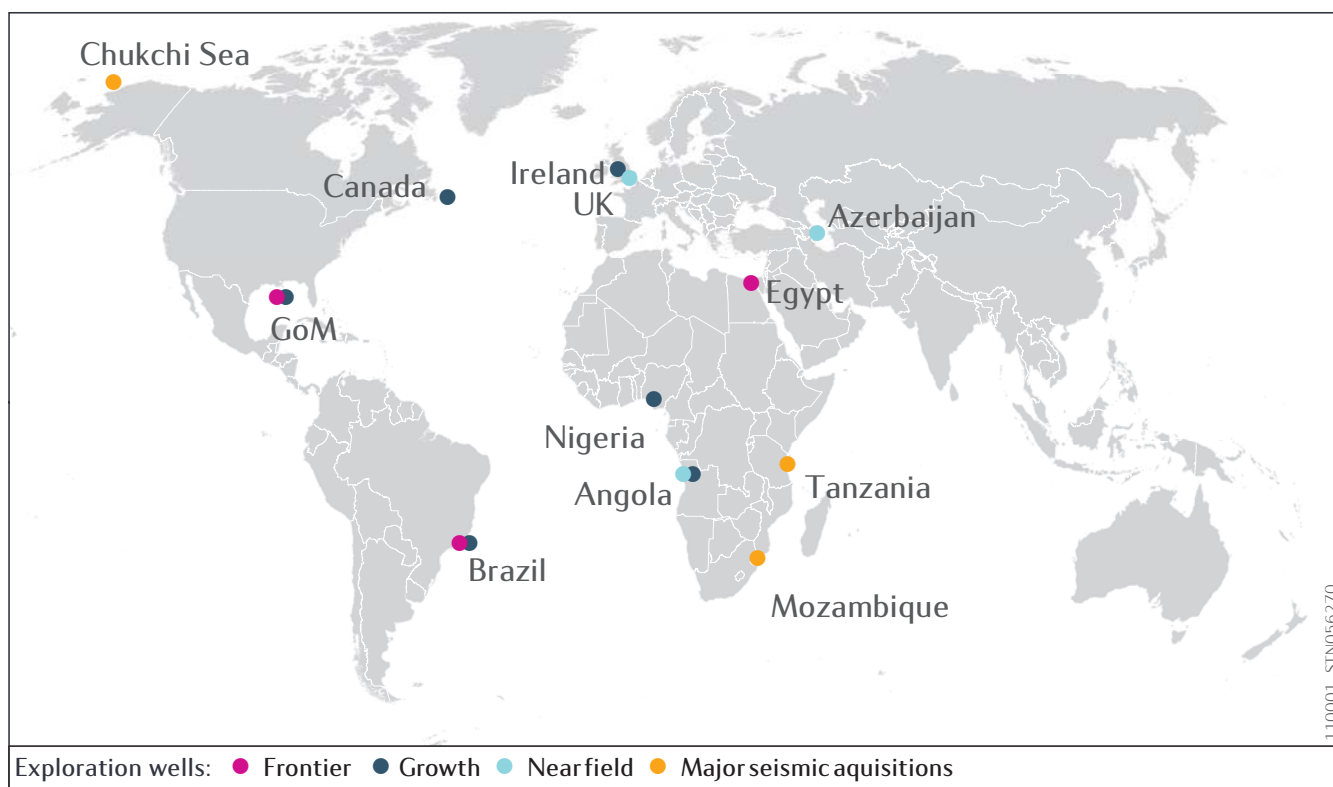 Chukchi Sea
Canada
Ireland
UK
Azerbaijan
Egypt
GoM
Nigeria
Angola
Tanzania
Brazil
Mozambique
110001_STN056270
Exploration wells: Frontier Growth Near field Major seismic aquisitions